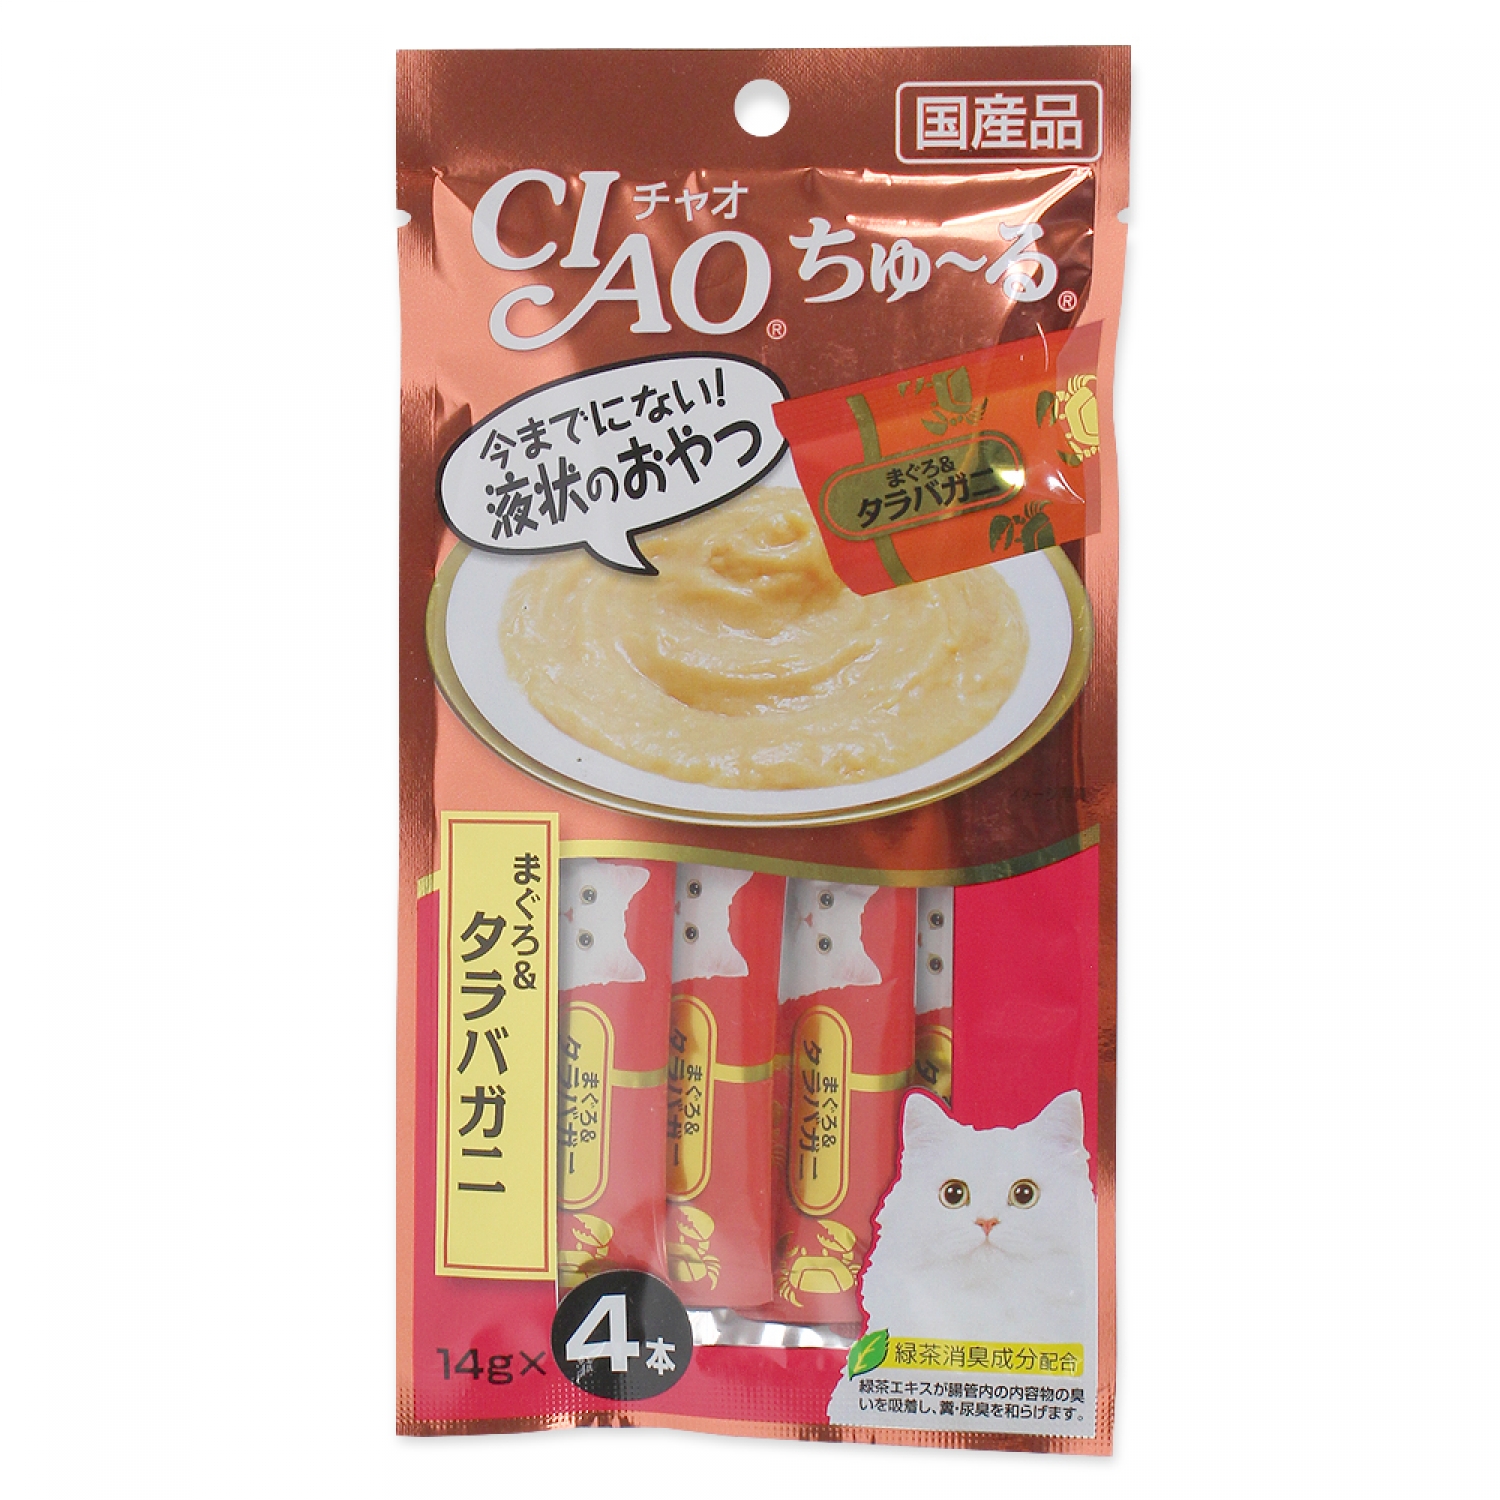 国産品
CIAO
チャオ
®
ちゅ〜る
®
今までにない!
液状のおやつ
まぐろ&
タラバガニ
まぐろ&
タラバガニ
まぐろ&
タラバガニ
まぐろ&
タラバガニ
まぐろ&
タラバガニ
14g×4本
緑茶消臭成分配合
緑茶エキスが腸管内の内容物の臭
いを吸着し、糞・尿臭を和らげます。